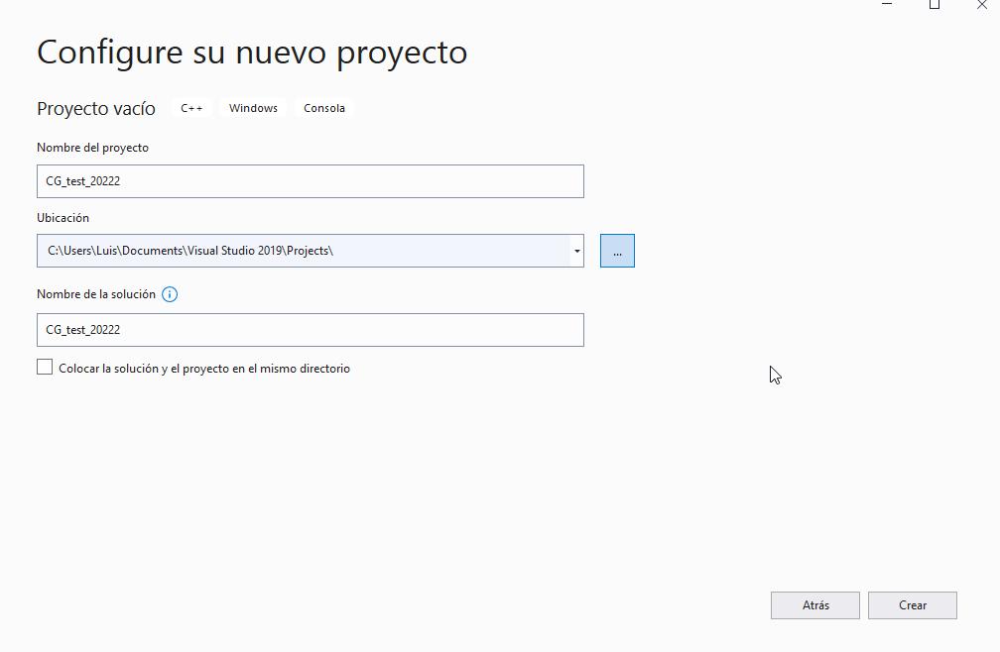 Configure su nuevo proyecto
Proyecto vacío C++ Windows Consola
Nombre del proyecto
CG_test_20222
Ubicación
C:\Users\Luis\Documents\Visual Studio 2019\Projects\
...
Nombre de la solución
CG_test_20222
Colocar la solución y el proyecto en el mismo directorio
Atrás Crear